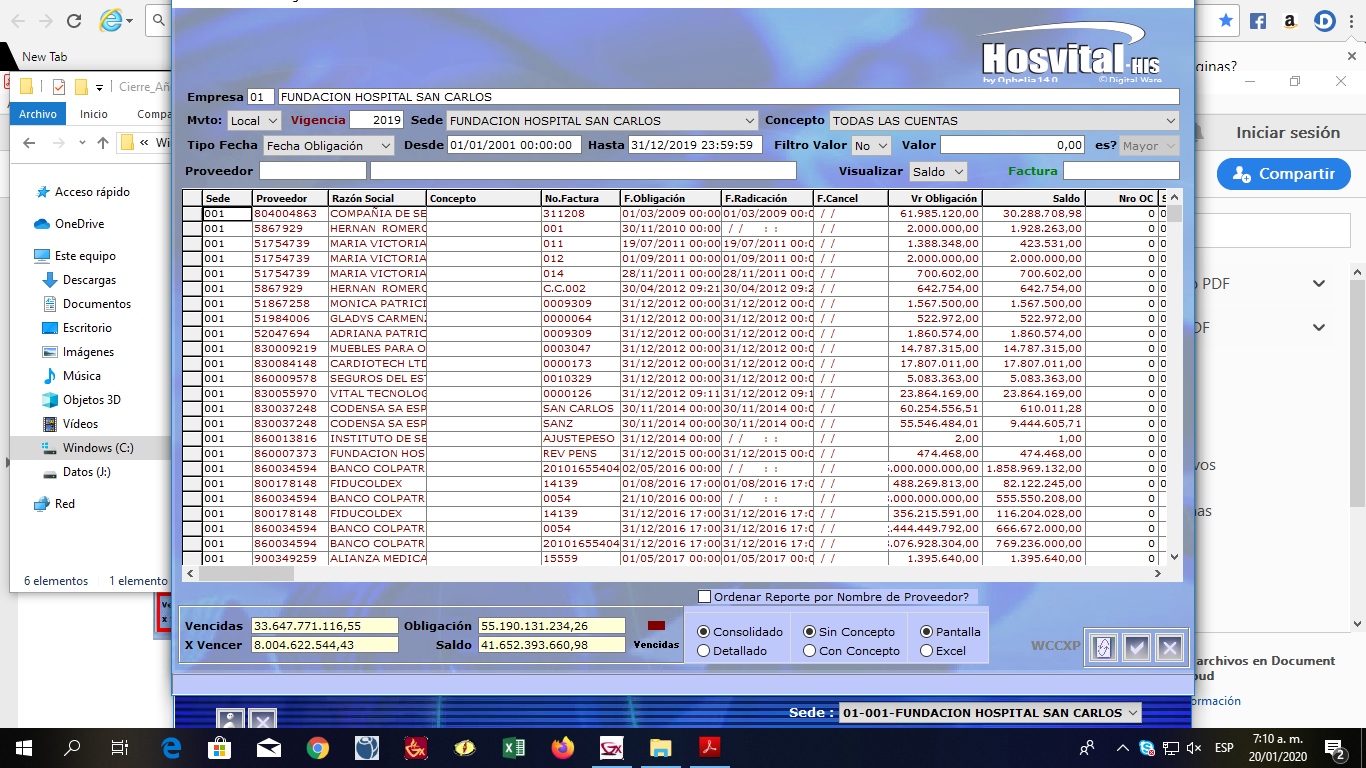 New Tab
ginas?
Cierre_Añ
Archivo Inicio Compa
« Wi
Iniciar sesión
Compartir
Acceso rápido
OneDrive
Este equipo
Descargas
Documentos
Escritorio
Imágenes
Música
Objetos 3D
Vídeos
Windows (C:)
Datos (J:)
Red
6 elementos 1 elemento
Hosvital-HIS
by Ophelia 14.0 © Digital Ware
Empresa 01 FUNDACION HOSPITAL SAN CARLOS
Mvto: Local Vigencia 2019 Sede FUNDACION HOSPITAL SAN CARLOS Concepto TODAS LAS CUENTAS
Tipo Fecha Fecha Obligación Desde 01/01/2001 00:00:00 Hasta 31/12/2019 23:59:59 Filtro Valor No Valor 0,00 es? Mayor
Proveedor Visualizar Saldo Factura
Sede Proveedor Razón Social Concepto No.Factura F.Obligación F.Radicación F.Cancel Vr Obligación Saldo Nro OC S
001 804004863 COMPAÑIA DE SE 311208 01/03/2009 00:00 01/03/2009 00:0 / / 61.985.120,00 30.288.708,98 0 0
001 5867929 HERNAN ROMERO 001 30/11/2010 00:00 / / : : / / 2.000.000,00 1.928.263,00 0 0
001 51754739 MARIA VICTORIA 011 19/07/2011 00:00 19/07/2011 00:0 / / 1.388.348,00 423.531,00 0 0
001 51754739 MARIA VICTORIA 012 01/09/2011 00:00 01/09/2011 00:0 / / 2.000.000,00 2.000.000,00 0 0
001 51754739 MARIA VICTORIA 014 28/11/2011 00:00 28/11/2011 00:0 / / 700.602,00 700.602,00 0 0
001 5867929 HERNAN ROMERO C.C.002 30/04/2012 09:21 30/04/2012 09:2 / / 642.754,00 642.754,00 0 0
001 51867258 MONICA PATRICI 0009309 31/12/2012 00:00 31/12/2012 00:0 / / 1.567.500,00 1.567.500,00 0 0
001 51984006 GLADYS CARMENZ 0000064 31/12/2012 00:00 31/12/2012 00:0 / / 522.972,00 522.972,00 0 0
001 52047694 ADRIANA PATRIC 0009309 31/12/2012 00:00 31/12/2012 00:0 / / 1.860.574,00 1.860.574,00 0 0
001 830009219 MUEBLES PARA O 0003047 31/12/2012 00:00 31/12/2012 00:0 / / 14.787.315,00 14.787.315,00 0 0
001 830084148 CARDIOTECH LTD 0000173 31/12/2012 00:00 31/12/2012 00:0 / / 17.807.011,00 17.807.011,00 0 0
001 860009578 SEGUROS DEL EST 0010329 31/12/2012 00:00 31/12/2012 00:0 / / 5.083.363,00 5.083.363,00 0 0
001 830055970 VITAL TECNOLOG 0000126 31/12/2012 09:11 31/12/2012 09:1 / / 23.864.169,00 23.864.169,00 0 0
001 830037248 CODENSA SA ESP SAN CARLOS 30/11/2014 00:00 30/11/2014 00:0 / / 60.254.556,51 610.011,28 0 0
001 830037248 CODENSA SA ESP SANZ 30/11/2014 00:00 30/11/2014 00:0 / / 55.546.484,01 9.444.605,71 0 0
001 860013816 INSTITUTO DE SE AJUSTEPESO 31/12/2014 00:00 / / : : / / 2,00 1,00 0 0
001 860007373 FUNDACION HOS REV PENS 31/12/2015 00:00 31/12/2015 00:0 / / 474.468,00 474.468,00 0 0
001 860034594 BANCO COLPATR 20101655404 02/05/2016 00:00 / / : : / / .000.000.000,00 1.858.969.132,00 0 0
001 800178148 FIDUCOLDEX 14139 01/08/2016 17:00 01/08/2016 17:0 / / 488.269.813,00 82.122.245,00 0 0
001 860034594 BANCO COLPATR 0054 21/10/2016 00:00 / / : : / / .000.000.000,00 555.550.208,00 0 0
001 800178148 FIDUCOLDEX 14139 31/12/2016 17:00 31/12/2016 17:0 / / 356.215.591,00 116.204.028,00 0 0
001 860034594 BANCO COLPATR 0054 31/12/2016 17:00 31/12/2016 17:0 / / .444.449.792,00 666.672.000,00 0 0
001 860034594 BANCO COLPATR 20101655404 31/12/2016 17:00 31/12/2016 17:0 / / .076.928.304,00 769.236.000,00 0 0
001 900349259 ALIANZA MEDICA 15559 01/05/2017 00:00 01/05/2017 00:0 / / 1.395.640,00 1.395.640,00 0 0
Ordenar Reporte por Nombre de Proveedor?
Vencidas 33.647.771.116,55 Obligación 55.190.131.234,26
X Vencer 8.004.622.544,43 Saldo 41.652.393.660,98 Vencidas
Consolidado Sin Concepto Pantalla
Detallado Con Concepto Excel
WCCXP
PDF
DF
vos
nas
archivos en Document
oud
ormación
Sede : 01-001-FUNDACION HOSPITAL SAN CARLOS
ESP
7:10 a. m.
20/01/2020
2